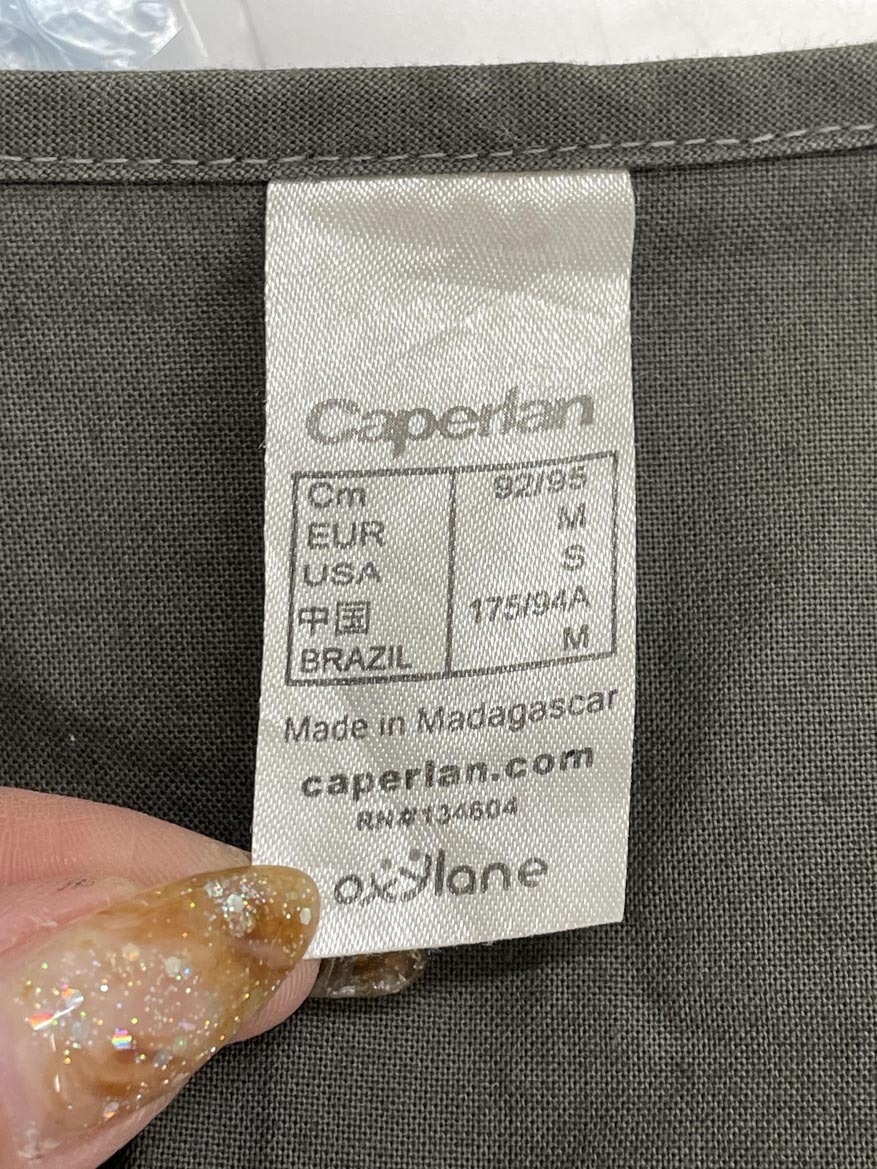 Caperlan
Cm 92/95
EUR M
USA S
中国 175/94A
BRAZIL M
Made in Madagascar
caperlan.com
RN#134604
oxylane